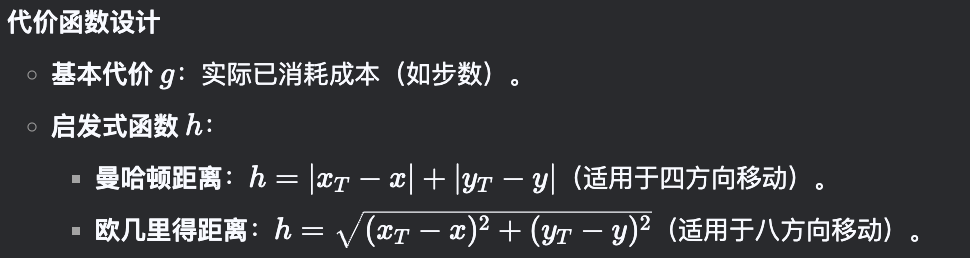 代价函数设计
基本代价 g：实际已消耗成本（如步数）。
启发式函数 h：
曼哈顿距离：h = |x_T − x| + |y_T − y|（适用于四方向移动）。
欧几里得距离：h = √((x_T − x)² + (y_T − y)²)（适用于八方向移动）。